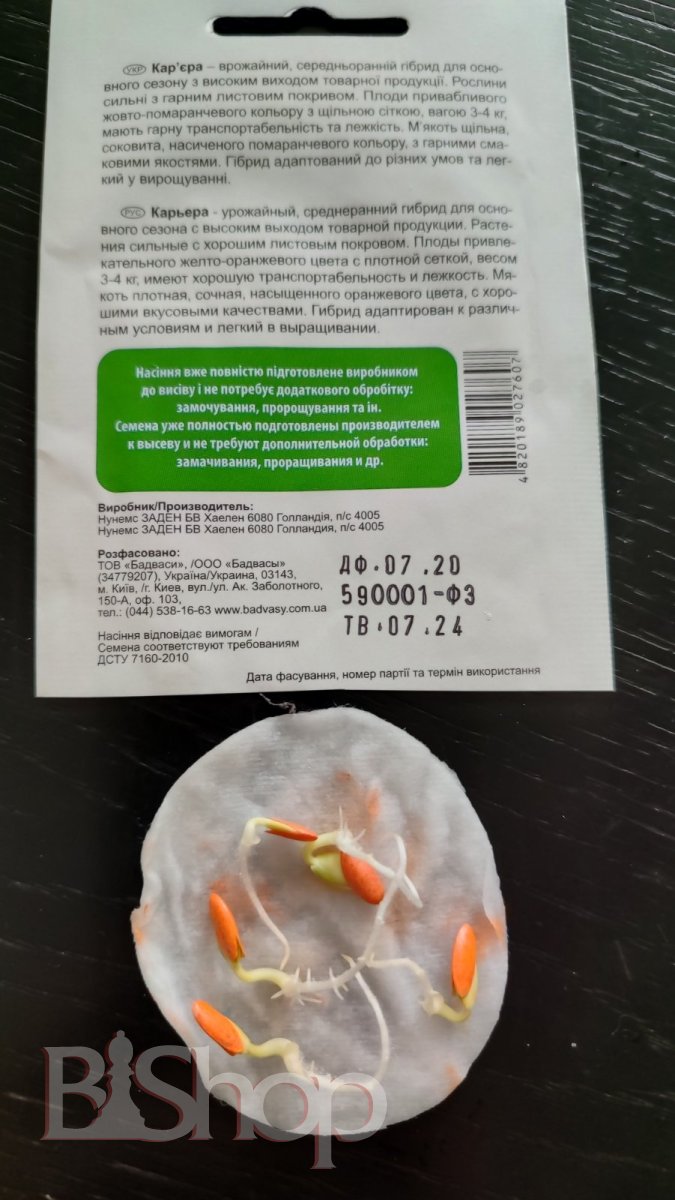 УКР Кар’єра – врожайний, середньоранній гібрид для осно-
вного сезону з високим виходом товарної продукції. Рослини
сильні з гарним листовим покривом. Плоди привабливого
жовто-помаранчевого кольору з щільною сіткою, вагою 3-4 кг,
мають гарну транспортабельність та лежкість. М’якоть щільна,
соковита, насиченого помаранчевого кольору, з гарними сма-
ковими якостями. Гібрид адаптований до різних умов та лег-
кий у вирощуванні.
РУС Карьера - урожайный, среднеранний гибрид для осно-
вного сезона с высоким выходом товарной продукции. Расте-
ния сильные с хорошим листовым покровом. Плоды привле-
кательного желто-оранжевого цвета с плотной сеткой, весом
3-4 кг, имеют хорошую транспортабельность и лежкость. Мя-
коть плотная, сочная, насыщенного оранжевого цвета, с хоро-
шими вкусовыми качествами. Гибрид адаптирован к различ-
ным условиям и легкий в выращивании.
Насіння вже повністю підготовлене виробником
до висіву і не потребує додаткового обробітку:
замочування, пророщування та ін.
Семена уже полностью подготовлены производителем
к высеву и не требуют дополнительной обработки:
замачивания, проращивания и др.
4 820189 027607
Виробник/Производитель:
Нунемс ЗАДЕН БВ Хаелен 6080 Голландія, п/с 4005
Нунемс ЗАДЕН БВ Хаелен 6080 Голландия, п/с 4005
Розфасовано:
ТОВ «Бадваси», /ООО «Бадвасы»
(34779207), Україна/Украина, 03143,
м. Київ, /г. Киев, вул./ул. Ак. Заболотного,
150-А, оф. 103,
тел.: (044) 538-16-63 www.badvasy.com.ua
Насіння відповідає вимогам /
Семена соответствуют требованиям
ДСТУ 7160-2010
ДФ.07.20
590001-ФЗ
ТВ.07.24
Дата фасування, номер партії та термін використання
BiShop